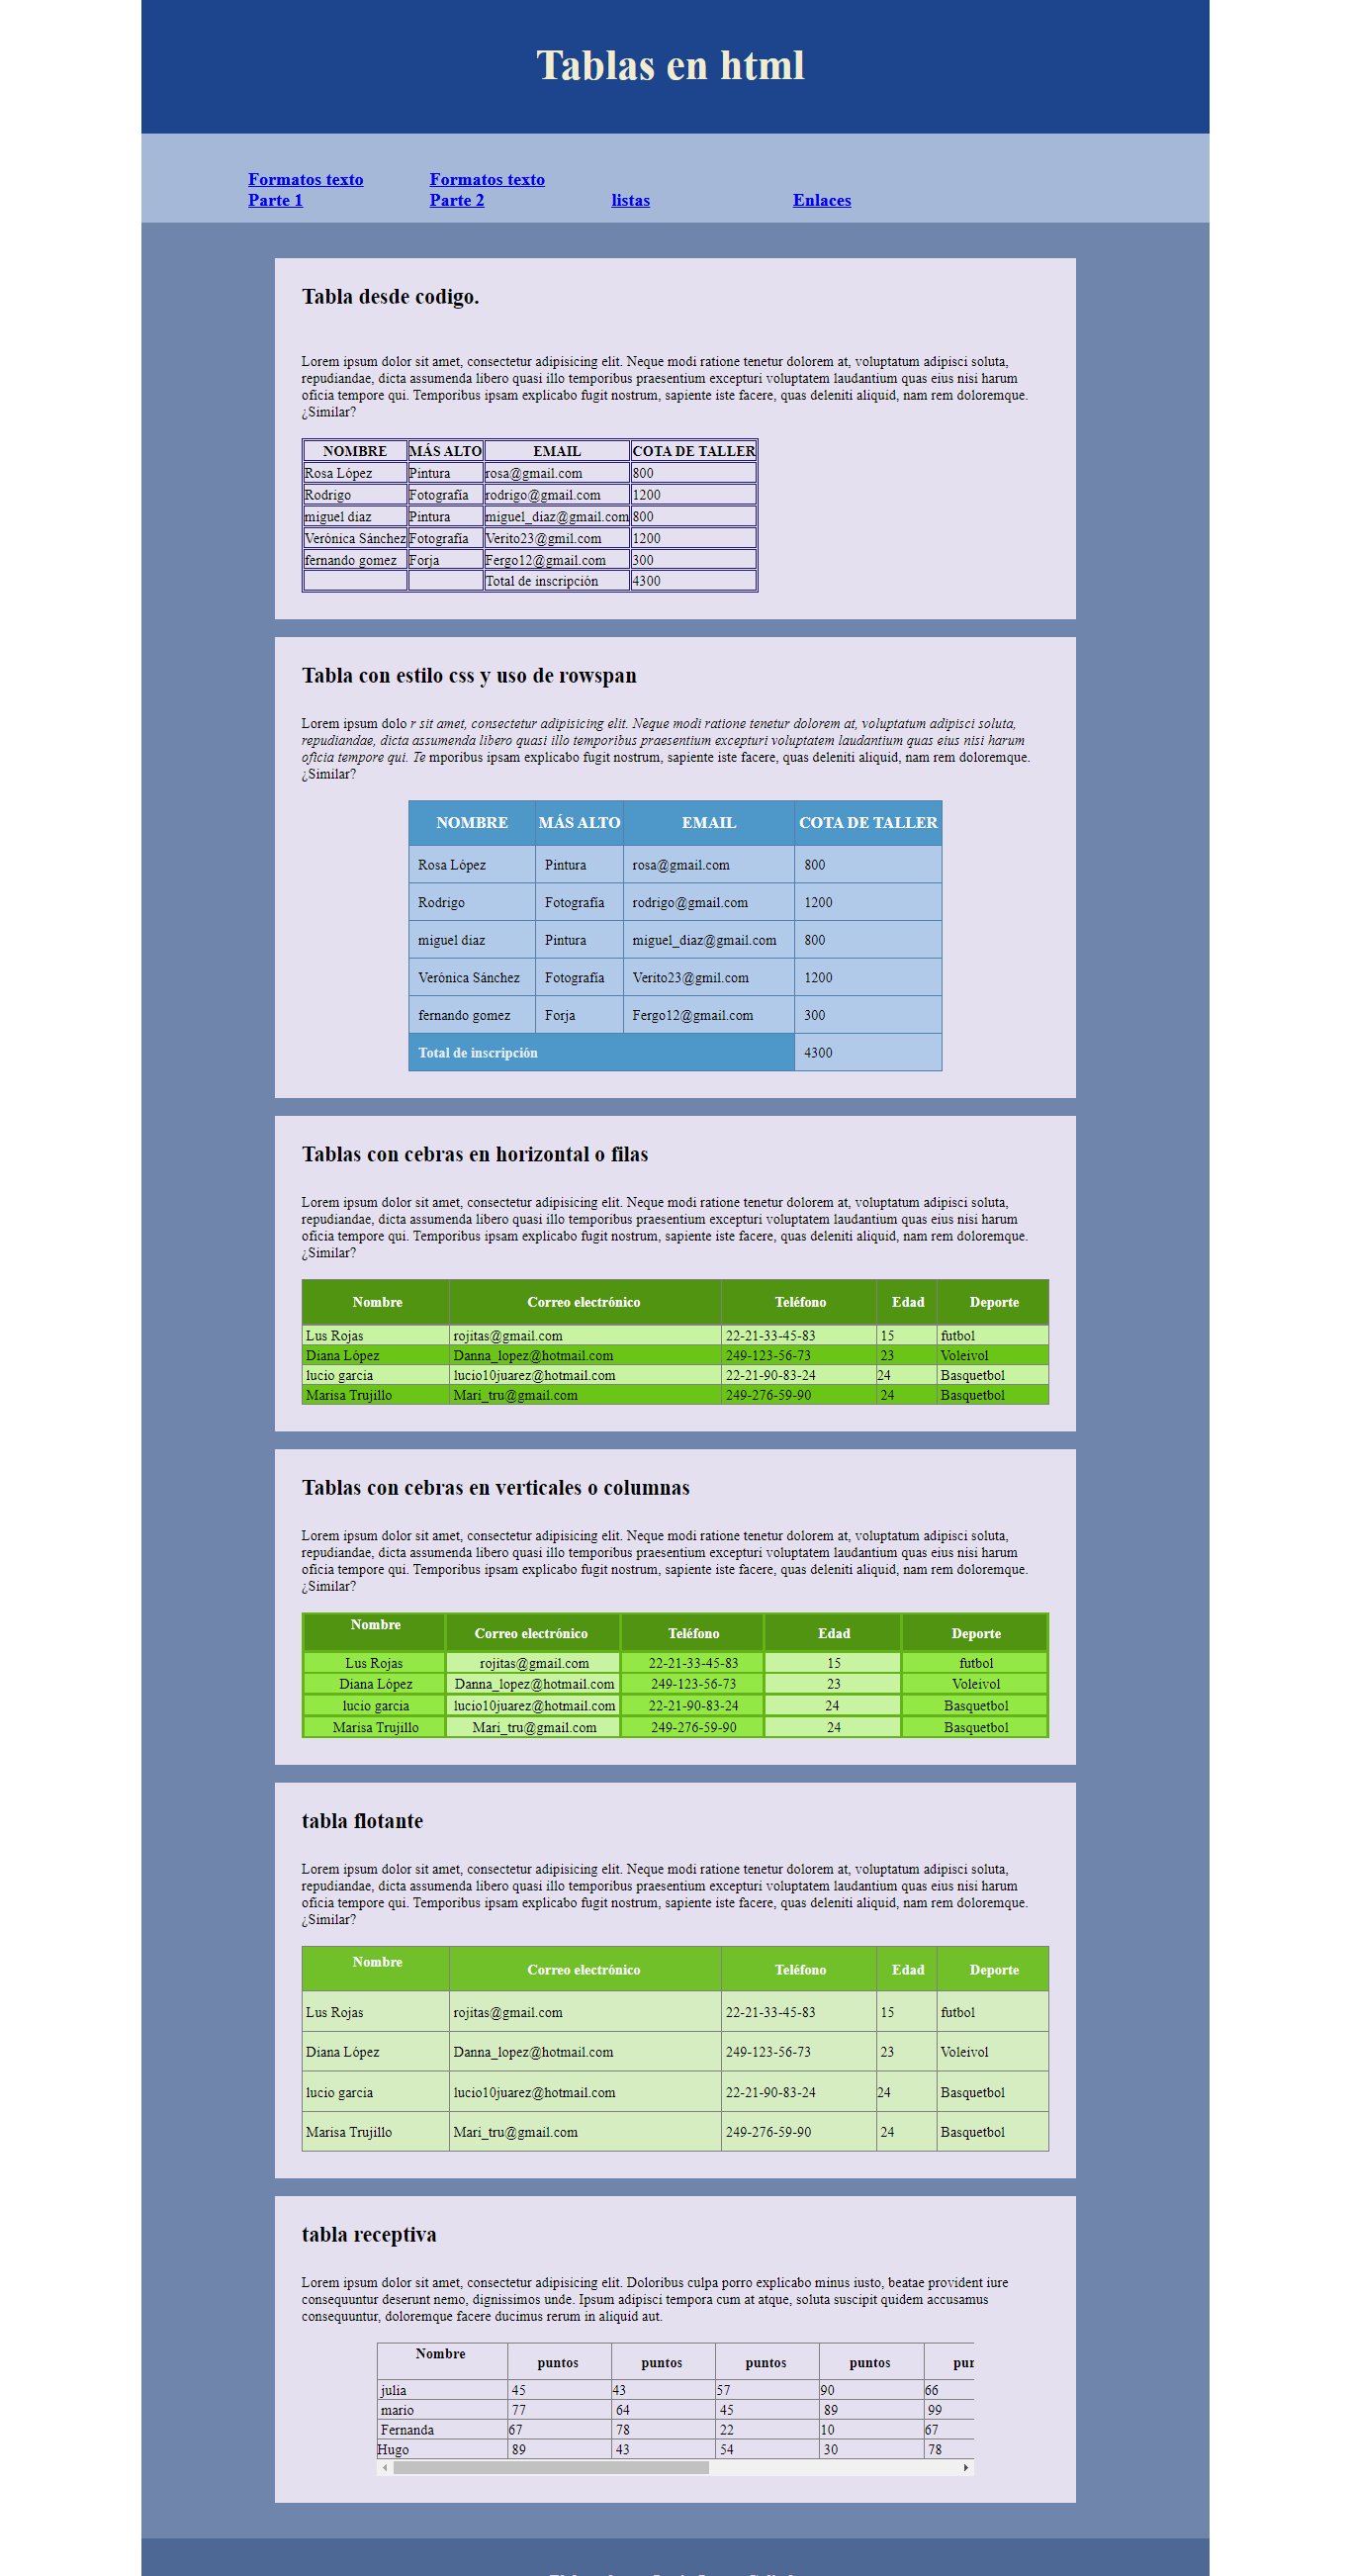 Tablas en html
Formatos texto Parte 1
Formatos texto Parte 2
listas
Enlaces
Tabla desde codigo.
Lorem ipsum dolor sit amet, consectetur adipisicing elit. Neque modi ratione tenetur dolorem at, voluptatum adipisci soluta,
repudiandae, dicta assumenda libero quasi illo temporibus praesentium excepturi voluptatem laudantium quas eius nisi harum
oficia tempore qui. Temporibus ipsam explicabo fugit nostrum, sapiente iste facere, quas deleniti aliquid, nam rem doloremque.
¿Similar?
NOMBRE MÁS ALTO EMAIL COTA DE TALLER
Rosa López Pintura rosa@gmail.com 800
Rodrigo Fotografía rodrigo@gmail.com 1200
miguel diaz Pintura miguel_diaz@gmail.com 800
Verónica Sánchez Fotografía Verito23@gmil.com 1200
fernando gomez Forja Fergo12@gmail.com 300
Total de inscripción 4300
Tabla con estilo css y uso de rowspan
Lorem ipsum dolo r sit amet, consectetur adipisicing elit. Neque modi ratione tenetur dolorem at, voluptatum adipisci soluta,
repudiandae, dicta assumenda libero quasi illo temporibus praesentium excepturi voluptatem laudantium quas eius nisi harum
oficia tempore qui. Te mporibus ipsam explicabo fugit nostrum, sapiente iste facere, quas deleniti aliquid, nam rem doloremque.
¿Similar?
NOMBRE MÁS ALTO EMAIL COTA DE TALLER
Rosa López Pintura rosa@gmail.com 800
Rodrigo Fotografía rodrigo@gmail.com 1200
miguel diaz Pintura miguel_diaz@gmail.com 800
Verónica Sánchez Fotografía Verito23@gmil.com 1200
fernando gomez Forja Fergo12@gmail.com 300
Total de inscripción 4300
Tablas con cebras en horizontal o filas
Lorem ipsum dolor sit amet, consectetur adipisicing elit. Neque modi ratione tenetur dolorem at, voluptatum adipisci soluta,
repudiandae, dicta assumenda libero quasi illo temporibus praesentium excepturi voluptatem laudantium quas eius nisi harum
oficia tempore qui. Temporibus ipsam explicabo fugit nostrum, sapiente iste facere, quas deleniti aliquid, nam rem doloremque.
¿Similar?
Nombre Correo electrónico Teléfono Edad Deporte
Lus Rojas rojitas@gmail.com 22-21-33-45-83 15 futbol
Diana López Danna_lopez@hotmail.com 249-123-56-73 23 Voleivol
lucio garcia lucio10juarez@hotmail.com 22-21-90-83-24 24 Basquetbol
Marisa Trujillo Mari_tru@gmail.com 249-276-59-90 24 Basquetbol
Tablas con cebras en verticales o columnas
Lorem ipsum dolor sit amet, consectetur adipisicing elit. Neque modi ratione tenetur dolorem at, voluptatum adipisci soluta,
repudiandae, dicta assumenda libero quasi illo temporibus praesentium excepturi voluptatem laudantium quas eius nisi harum
oficia tempore qui. Temporibus ipsam explicabo fugit nostrum, sapiente iste facere, quas deleniti aliquid, nam rem doloremque.
¿Similar?
Nombre Correo electrónico Teléfono Edad Deporte
Lus Rojas rojitas@gmail.com 22-21-33-45-83 15 futbol
Diana López Danna_lopez@hotmail.com 249-123-56-73 23 Voleivol
lucio garcia lucio10juarez@hotmail.com 22-21-90-83-24 24 Basquetbol
Marisa Trujillo Mari_tru@gmail.com 249-276-59-90 24 Basquetbol
tabla flotante
Lorem ipsum dolor sit amet, consectetur adipisicing elit. Neque modi ratione tenetur dolorem at, voluptatum adipisci soluta,
repudiandae, dicta assumenda libero quasi illo temporibus praesentium excepturi voluptatem laudantium quas eius nisi harum
oficia tempore qui. Temporibus ipsam explicabo fugit nostrum, sapiente iste facere, quas deleniti aliquid, nam rem doloremque.
¿Similar?
Nombre Correo electrónico Teléfono Edad Deporte
Lus Rojas rojitas@gmail.com 22-21-33-45-83 15 futbol
Diana López Danna_lopez@hotmail.com 249-123-56-73 23 Voleivol
lucio garcia lucio10juarez@hotmail.com 22-21-90-83-24 24 Basquetbol
Marisa Trujillo Mari_tru@gmail.com 249-276-59-90 24 Basquetbol
tabla receptiva
Lorem ipsum dolor sit amet, consectetur adipisicing elit. Doloribus culpa porro explicabo minus iusto, beatae provident iure
consequuntur deserunt nemo, dignissimos unde. Ipsum adipisci tempora cum at atque, soluta suscipit quidem accusamus
consequuntur, doloremque facere ducimus rerum in aliquid aut.
Nombre puntos puntos puntos puntos
julia 45 43 57 90 66
mario 77 64 45 89 99
Fernanda 67 78 22 10 67
Hugo 89 43 54 30 78